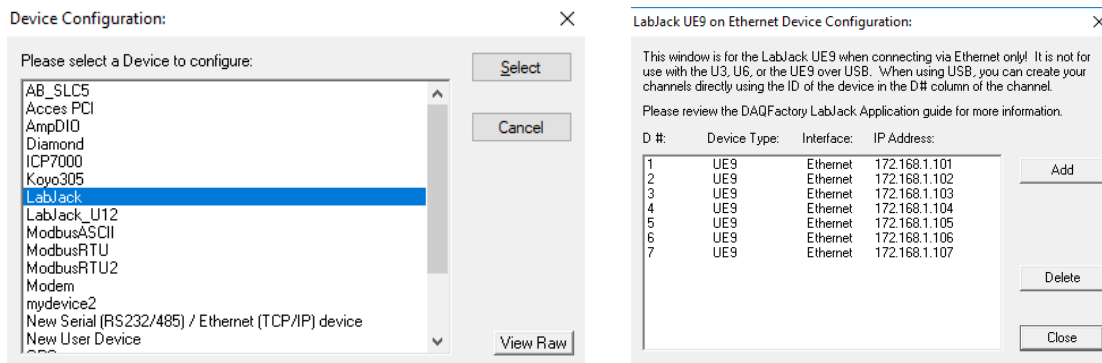 Device Configuration:
Please select a Device to configure:
AB_SLC5
Acces PCI
AmpDIO
Diamond
ICP7000
Koyo305
LabJack
LabJack_U12
ModbusASCII
ModbusRTU
ModbusRTU2
Modem
mydevice2
New Serial (RS232/485) / Ethernet (TCP/IP) device
New User Device
Select
Cancel
View Raw
LabJack UE9 on Ethernet Device Configuration:
This window is for the LabJack UE9 when connecting via Ethernet only! It is not for
use with the U3, U6, or the UE9 over USB. When using USB, you can create your
channels directly using the ID of the device in the D# column of the channel.
Please review the DAQFactory LabJack Application guide for more information.
D #: Device Type: Interface: IP Address:
1 UE9 Ethernet 172.168.1.101
2 UE9 Ethernet 172.168.1.102
3 UE9 Ethernet 172.168.1.103
4 UE9 Ethernet 172.168.1.104
5 UE9 Ethernet 172.168.1.105
6 UE9 Ethernet 172.168.1.106
7 UE9 Ethernet 172.168.1.107
Add
Delete
Close